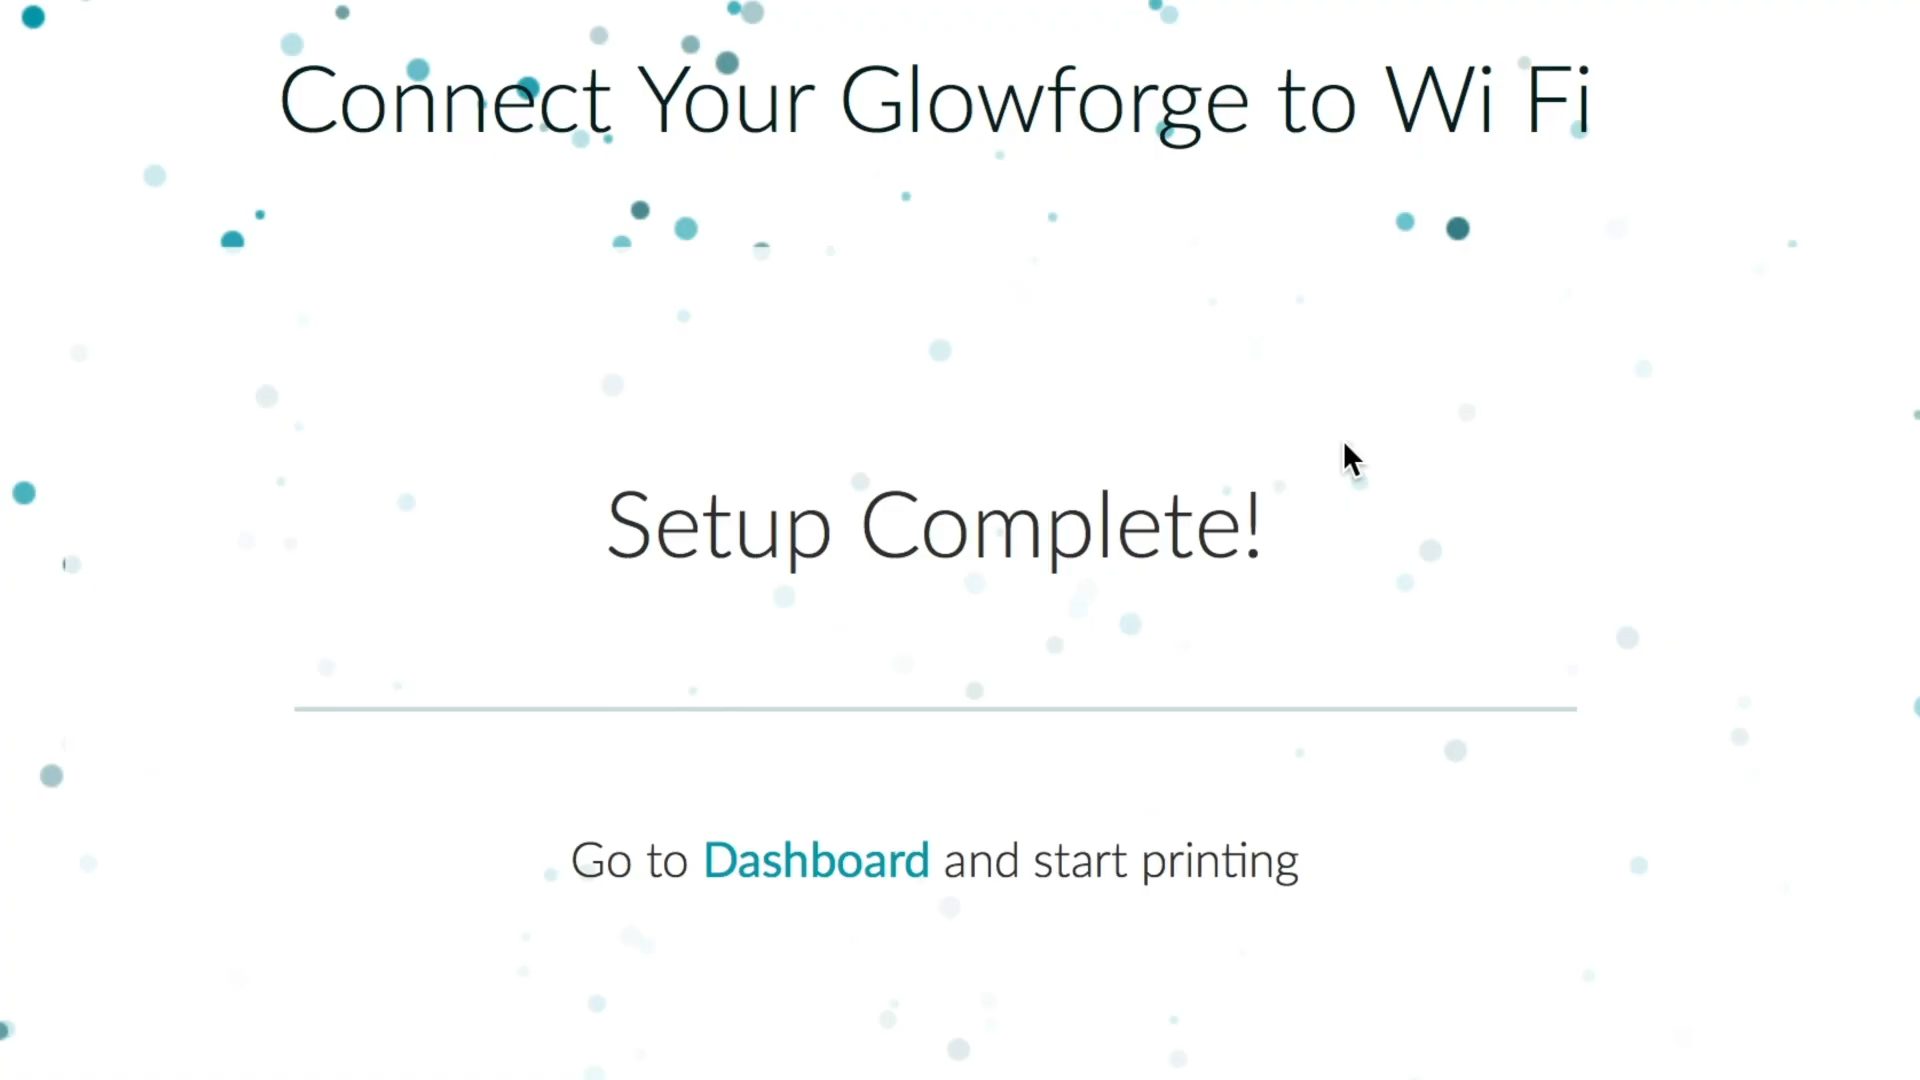 Connect Your Glowforge to Wi Fi
Setup Complete!
Go to Dashboard and start printing